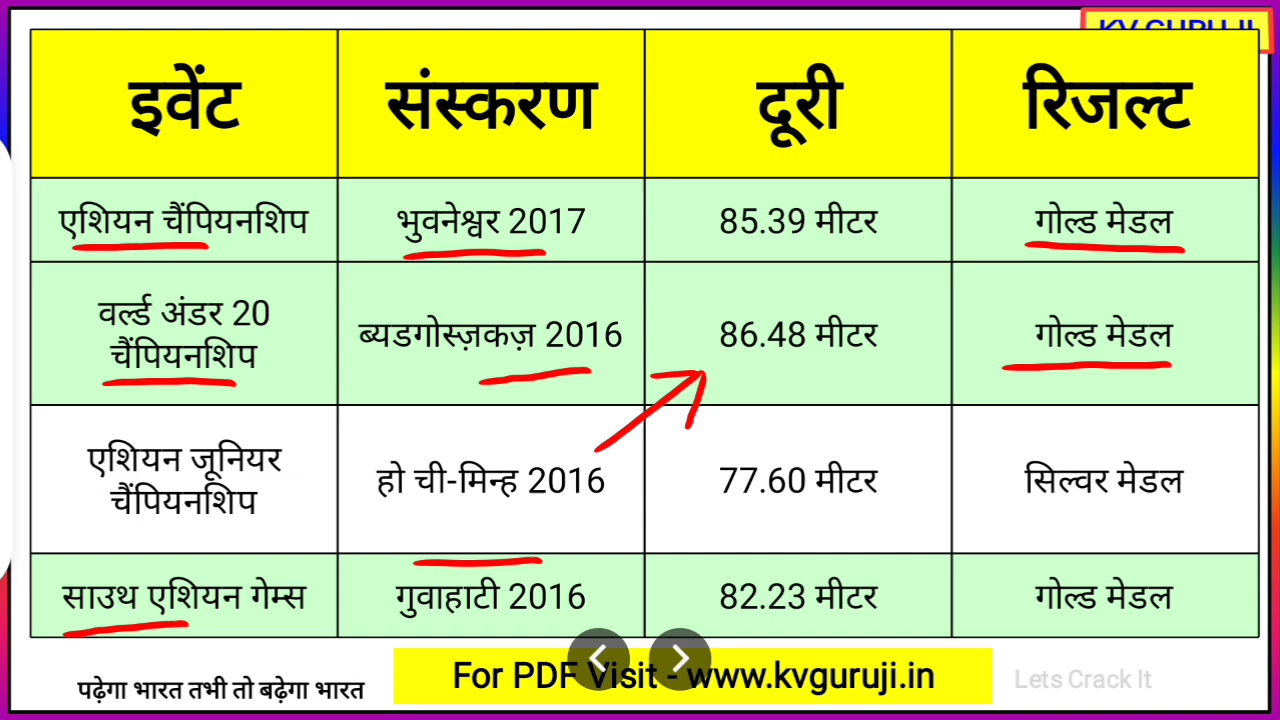 KV GURUJI
इवेंट संस्करण दूरी रिजल्ट
एशियन चैंपियनशिप भुवनेश्वर 2017 85.39 मीटर गोल्ड मेडल
वर्ल्ड अंडर 20
चैंपियनशिप
ब्यडगोस्ज़कज़ 2016 86.48 मीटर गोल्ड मेडल
एशियन जूनियर
चैंपियनशिप
हो ची-मिन्ह 2016 77.60 मीटर सिल्वर मेडल
साउथ एशियन गेम्स गुवाहाटी 2016 82.23 मीटर गोल्ड मेडल
पढ़ेगा भारत तभी तो बढ़ेगा भारत
For PDF Visit - www.kvguruji.in
Lets Crack It